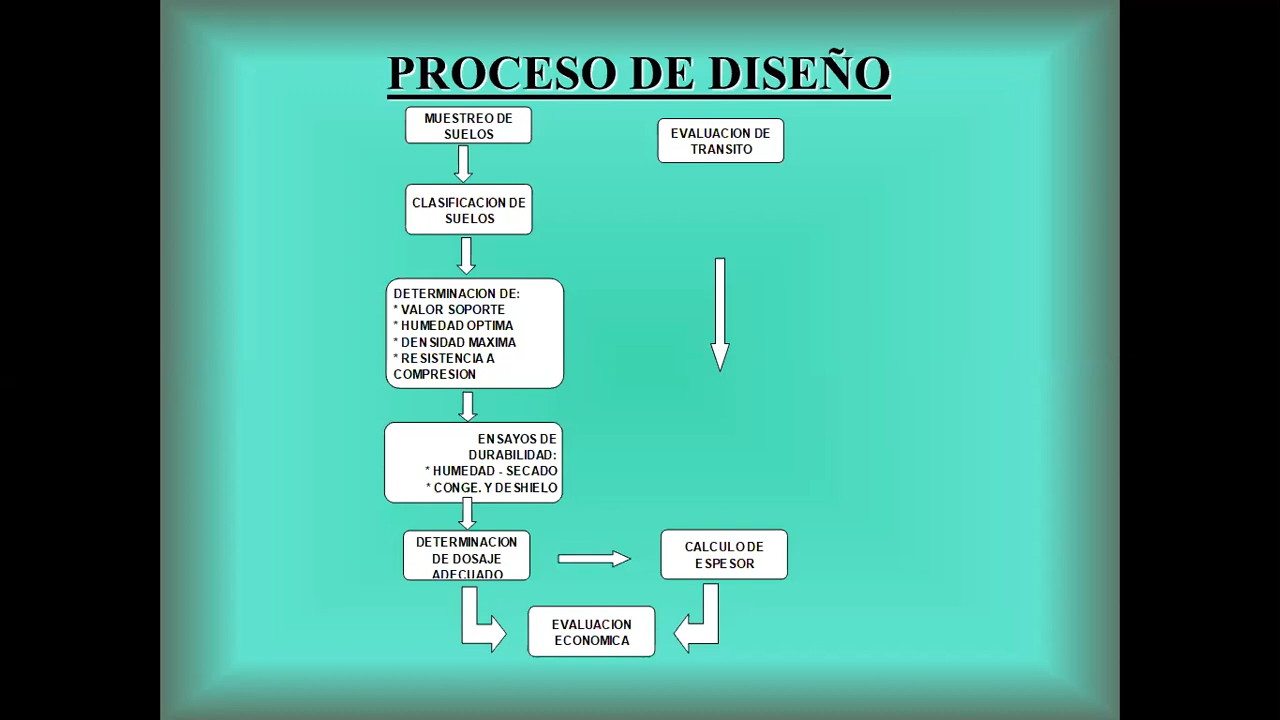 PROCESO DE DISEÑO
MUESTREO DE
SUELOS
EVALUACION DE
TRANSITO
CLASIFICACION DE
SUELOS
DETERMINACION DE:
* VALOR SOPORTE
* HUMEDAD OPTIMA
* DENSIDAD MAXIMA
* RESISTENCIA A
COMPRESION
ENSAYOS DE
DURABILIDAD:
* HUMEDAD - SECADO
* CONGE. Y DESHIELO
DETERMINACION
DE DOSAJE
ADECUADO
CALCULO DE
ESPESOR
EVALUACION
ECONOMICA